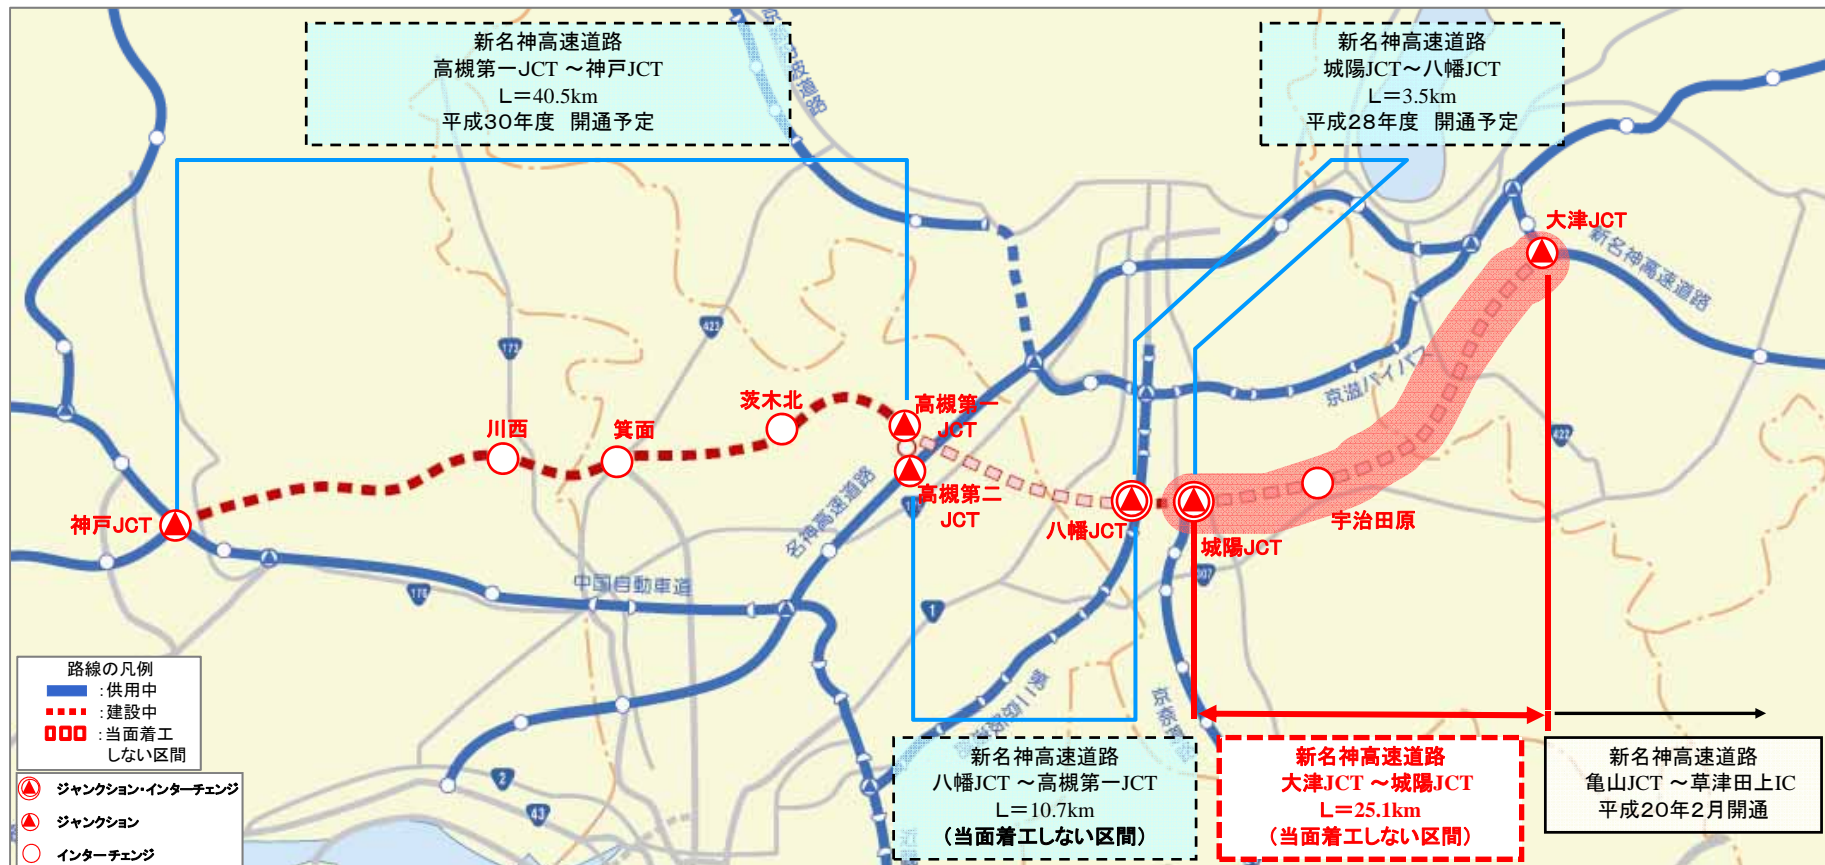 新名神高速道路
高槻第一JCT ～神戸JCT
L＝40.5km
平成30年度 開通予定
新名神高速道路
城陽JCT～八幡JCT
L＝3.5km
平成28年度 開通予定
大津JCT
新名神高速道路
423
173
京滋バイパス
茨木北
高槻第一
JCT
川西
箕面
422
高槻第二
JCT
名神高速道路
神戸JCT
八幡JCT
宇治田原
城陽JCT
307
中国自動車道
176
1
路線の凡例
:供用中
:建設中
:当面着工
しない区間
ジャンクション・インターチェンジ
ジャンクション
インターチェンジ
2
43
新名神高速道路
八幡JCT ～高槻第一JCT
L＝10.7km
(当面着工しない区間)
新名神高速道路
大津JCT ～城陽JCT
L＝25.1km
(当面着工しない区間)
新名神高速道路
亀山JCT ～草津田上IC
平成20年2月開通